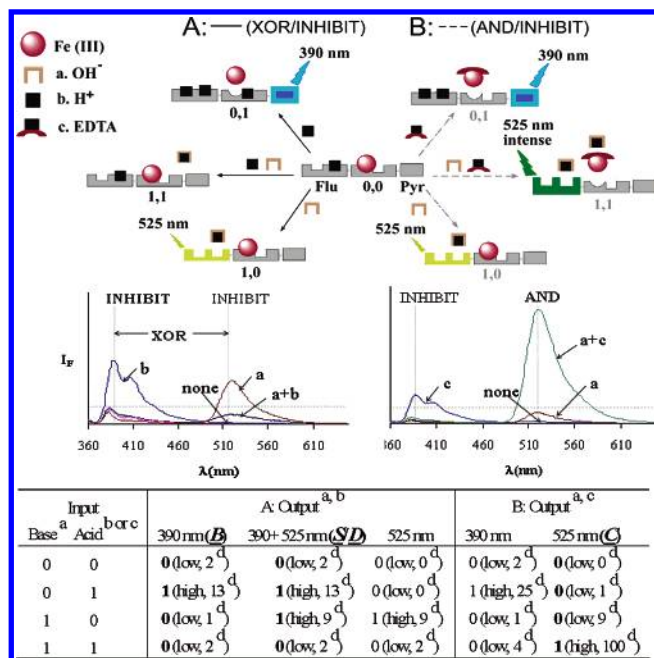 A: — (XOR/INHIBIT)
B: --- (AND/INHIBIT)
Fe (III)
a. OH-
b. H+
c. EDTA
390 nm
0,1
390 nm
0,1
1,1
Flu
0,0
Pyr
525 nm
intense
1,1
525 nm
1,0
525 nm
1,0
INHIBIT
INHIBIT
XOR
IF
b
none
a
a+b
360 410 460 510 560 610
λ(nm)
INHIBIT
AND
a+c
c
none
a
360 410 460 510 560 610
λ(nm)
Input A: Output a, b B: Output a, c
Base a Acid b or c 390 nm (B) 390+ 525 nm (S/D) 525 nm 390 nm 525 nm (C)
0 0 0 (low, 2 d) 0 (low, 2 d) 0 (low, 0 d) 0 (low, 2 d) 0 (low, 0 d)
0 1 1 (high, 13 d) 1 (high, 13 d) 0 (low, 0 d) 1 (high, 25 d) 0 (low, 1 d)
1 0 0 (low, 1 d) 1 (high, 9 d) 1 (high, 9 d) 0 (low, 1 d) 0 (low, 9 d)
1 1 0 (low, 2 d) 0 (low, 2 d) 0 (low, 2 d) 0 (low, 4 d) 1 (high, 100 d)